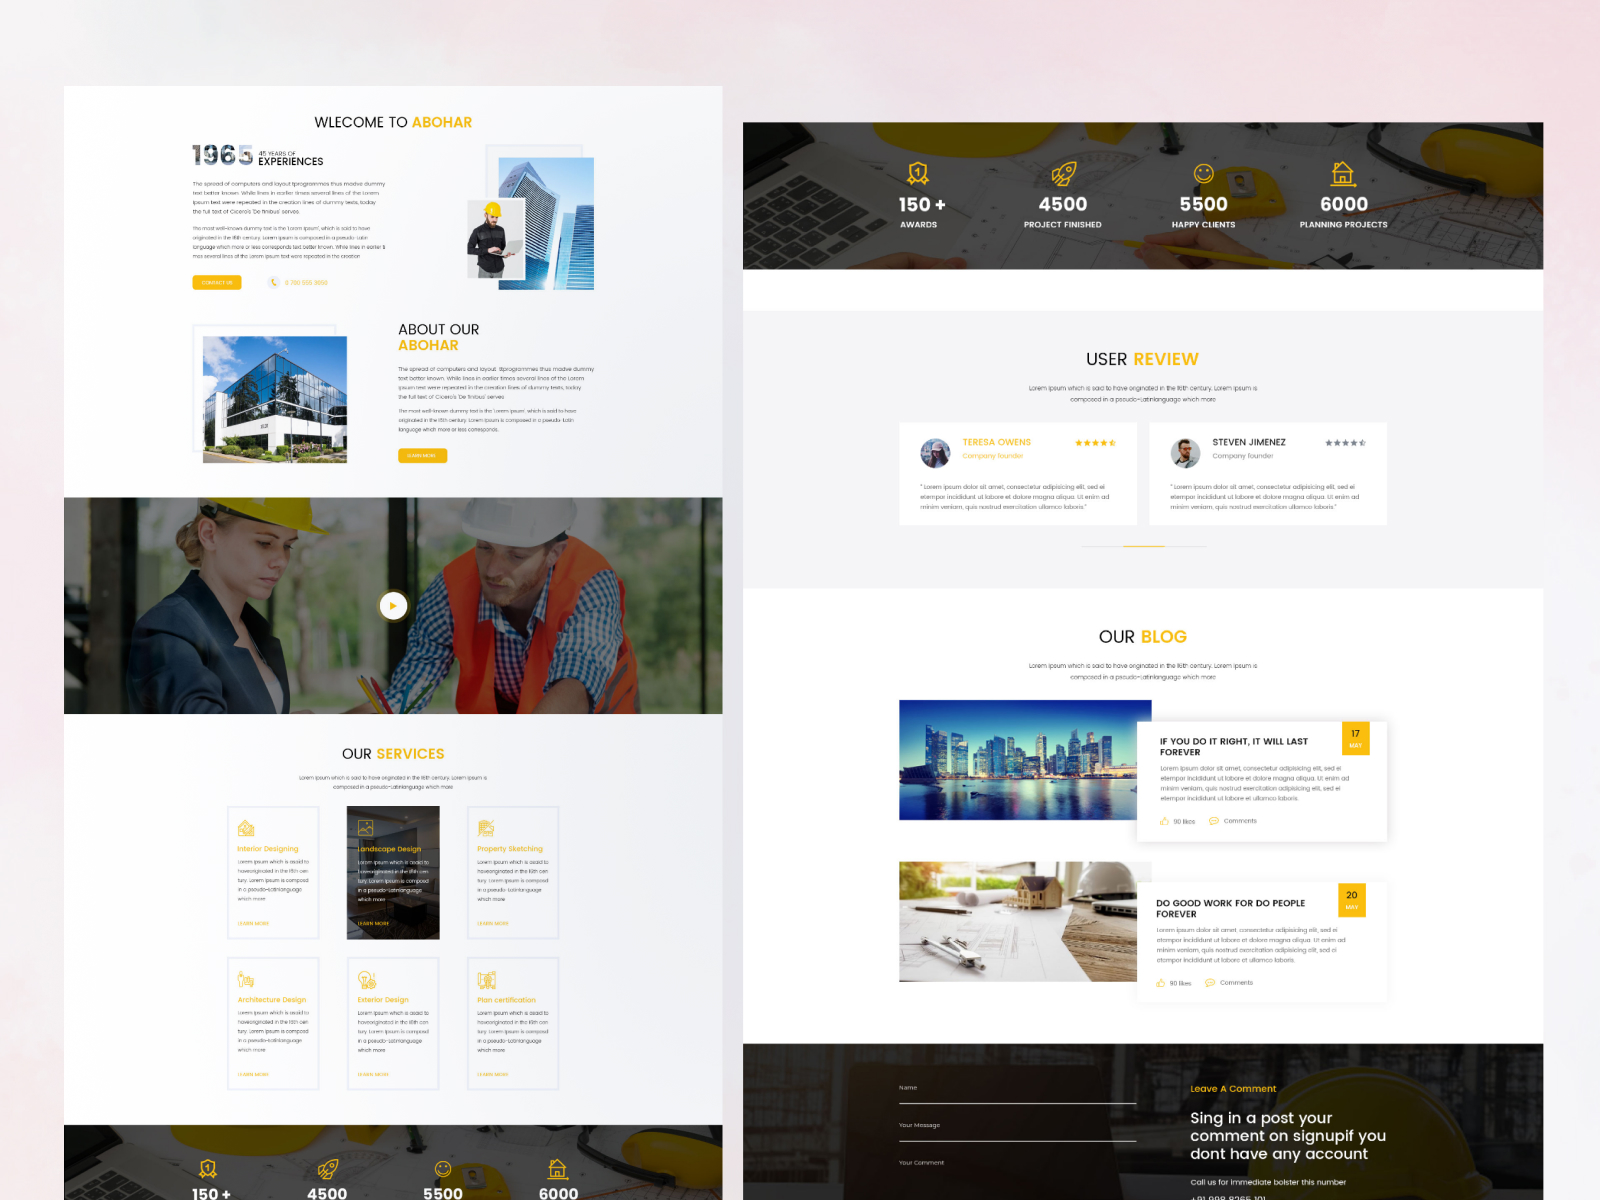 WLECOME TO ABOHAR
1965
45 YEARS OF
EXPERIENCES
The spread of computers and layout tprogrammes thus madive dummy
text better known. While lines in earlier times several lines of the Lorem
Ipsum text were repeated in the creation lines of dummy texts, today
the full text of Cicero's 'De finibus' serves.
The most well-known dummy text is the 'Lorem Ipsum', which is said to have
originated in the 16th century. Lorem Ipsum is composed in a pseudo-Latin
language which more or less corresponds text better known. While lines in earlier ti
mes several lines of the Lorem Ipsum text were repeated in the creation
CONTACT US
ABOUT OUR
ABOHAR
The spread of computers and layout tlprogrammes thus madive dummy
text better known. While lines in earlier times several lines of the Lorem
Ipsum text were repeated in the creation lines of dummy texts, today
the full text of Cicero's 'De finibus' serves
The most well-known dummy text is the 'Lorem Ipsum', which is said to have
originated in the 16th century. Lorem Ipsum is composed in a pseudo-Latin
language which more or less corresponds.
LEARN MORE
OUR SERVICES
Lorem Ipsum which is said to have originated in the 16th century. Lorem Ipsum is
composed in a pseudo-Latinlanguage which more
Interior Designing
Lorem Ipsum which is asaid to
haveoriginated in the 16th cen
tury. Lorem Ipsum is composd
in a pseudo-Latinlanguage
which more
LEARN MORE
Landscape Design
Lorem Ipsum which is asaid to
haveoriginated in the 16th cen
tury. Lorem Ipsum is composd
in a pseudo-Latinlanguage
which more
LEARN MORE
Property Sketching
Lorem Ipsum which is asaid to
haveoriginated in the 16th cen
tury. Lorem Ipsum is composd
in a pseudo-Latinlanguage
which more
LEARN MORE
Architecture Design
Lorem Ipsum which is asaid to
haveoriginated in the 16th cen
tury. Lorem Ipsum is composd
in a pseudo-Latinlanguage
which more
LEARN MORE
Exterior Design
Lorem Ipsum which is asaid to
haveoriginated in the 16th cen
tury. Lorem Ipsum is composd
in a pseudo-Latinlanguage
which more
LEARN MORE
Plan certification
Lorem Ipsum which is asaid to
haveoriginated in the 16th cen
tury. Lorem Ipsum is composd
in a pseudo-Latinlanguage
which more
LEARN MORE
150 +
4500
5500
6000
150 +
AWARDS
4500
PROJECT FINISHED
5500
HAPPY CLIENTS
6000
PLANNING PROJECTS
USER REVIEW
Lorem Ipsum which is said to have originated in the 16th century. Lorem Ipsum is
composed in a pseudo-Latinlanguage which more
TERESA OWENS
Company founder
" Lorem ipsum dolor sit amet, consectetur adipisicing elit, sed ei
etempor incididunt ut labore et dolore magna aliqua. Ut enim ad
minim veniam, quis nostrud exercitation ullamco laboris."
STEVEN JIMENEZ
Company founder
" Lorem ipsum dolor sit amet, consectetur adipisicing elit, sed ei
etempor incididunt ut labore et dolore magna aliqua. Ut enim ad
minim veniam, quis nostrud exercitation ullamco laboris."
OUR BLOG
Lorem Ipsum which is said to have originated in the 16th century. Lorem Ipsum is
composed in a pseudo-Latinlanguage which more
17
MAY
IF YOU DO IT RIGHT, IT WILL LAST
FOREVER
Lorem ipsum dolor sit amet, consectetur adipisicing elit, sed ei
etempor incididunt ut labore et dolore magna aliqua. Ut enim ad
minim veniam, quis nostrud exercitation adipisicing elit, sed ei
etempor incididunt ut labore et ullamco laboris.
90 likes
Comments
20
MAY
DO GOOD WORK FOR DO PEOPLE
FOREVER
Lorem ipsum dolor sit amet, consectetur adipisicing elit, sed ei
etempor incididunt ut labore et dolore magna aliqua. Ut enim ad
minim veniam, quis nostrud exercitation adipisicing elit, sed ei
etempor incididunt ut labore et ullamco laboris.
90 likes
Comments
Name
Your Message
Your Comment
Leave A Comment
Sing in a post your
comment on signupif you
dont have any account
Call us for immediate bolster this number